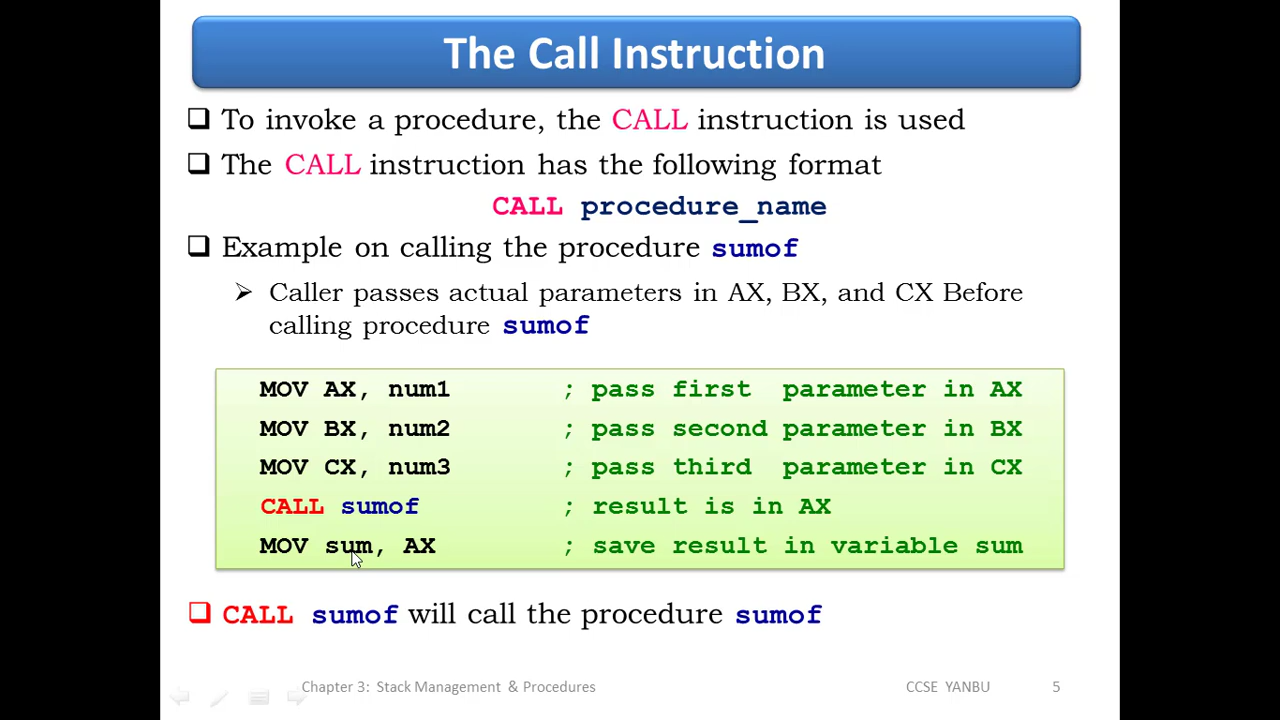 The Call Instruction
To invoke a procedure, the CALL instruction is used
The CALL instruction has the following format
CALL procedure_name
Example on calling the procedure sumof
Caller passes actual parameters in AX, BX, and CX Before
calling procedure sumof
MOV AX, num1 ; pass first parameter in AX
MOV BX, num2 ; pass second parameter in BX
MOV CX, num3 ; pass third parameter in CX
CALL sumof ; result is in AX
MOV sum, AX ; save result in variable sum
CALL sumof will call the procedure sumof
Chapter 3: Stack Management & Procedures CCSE YANBU 5